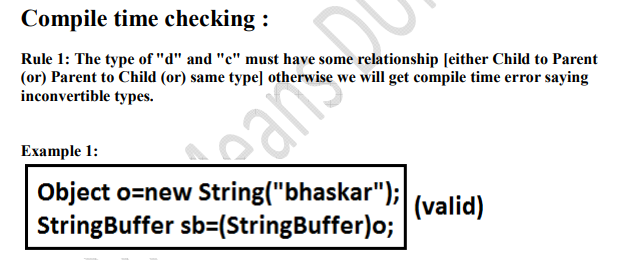 Compile time checking :
Rule 1: The type of "d" and "c" must have some relationship [either Child to Parent
(or) Parent to Child (or) same type] otherwise we will get compile time error saying
inconvertible types.
Example 1:
Object o=new String("bhaskar");
StringBuffer sb=(StringBuffer)o;
(valid)